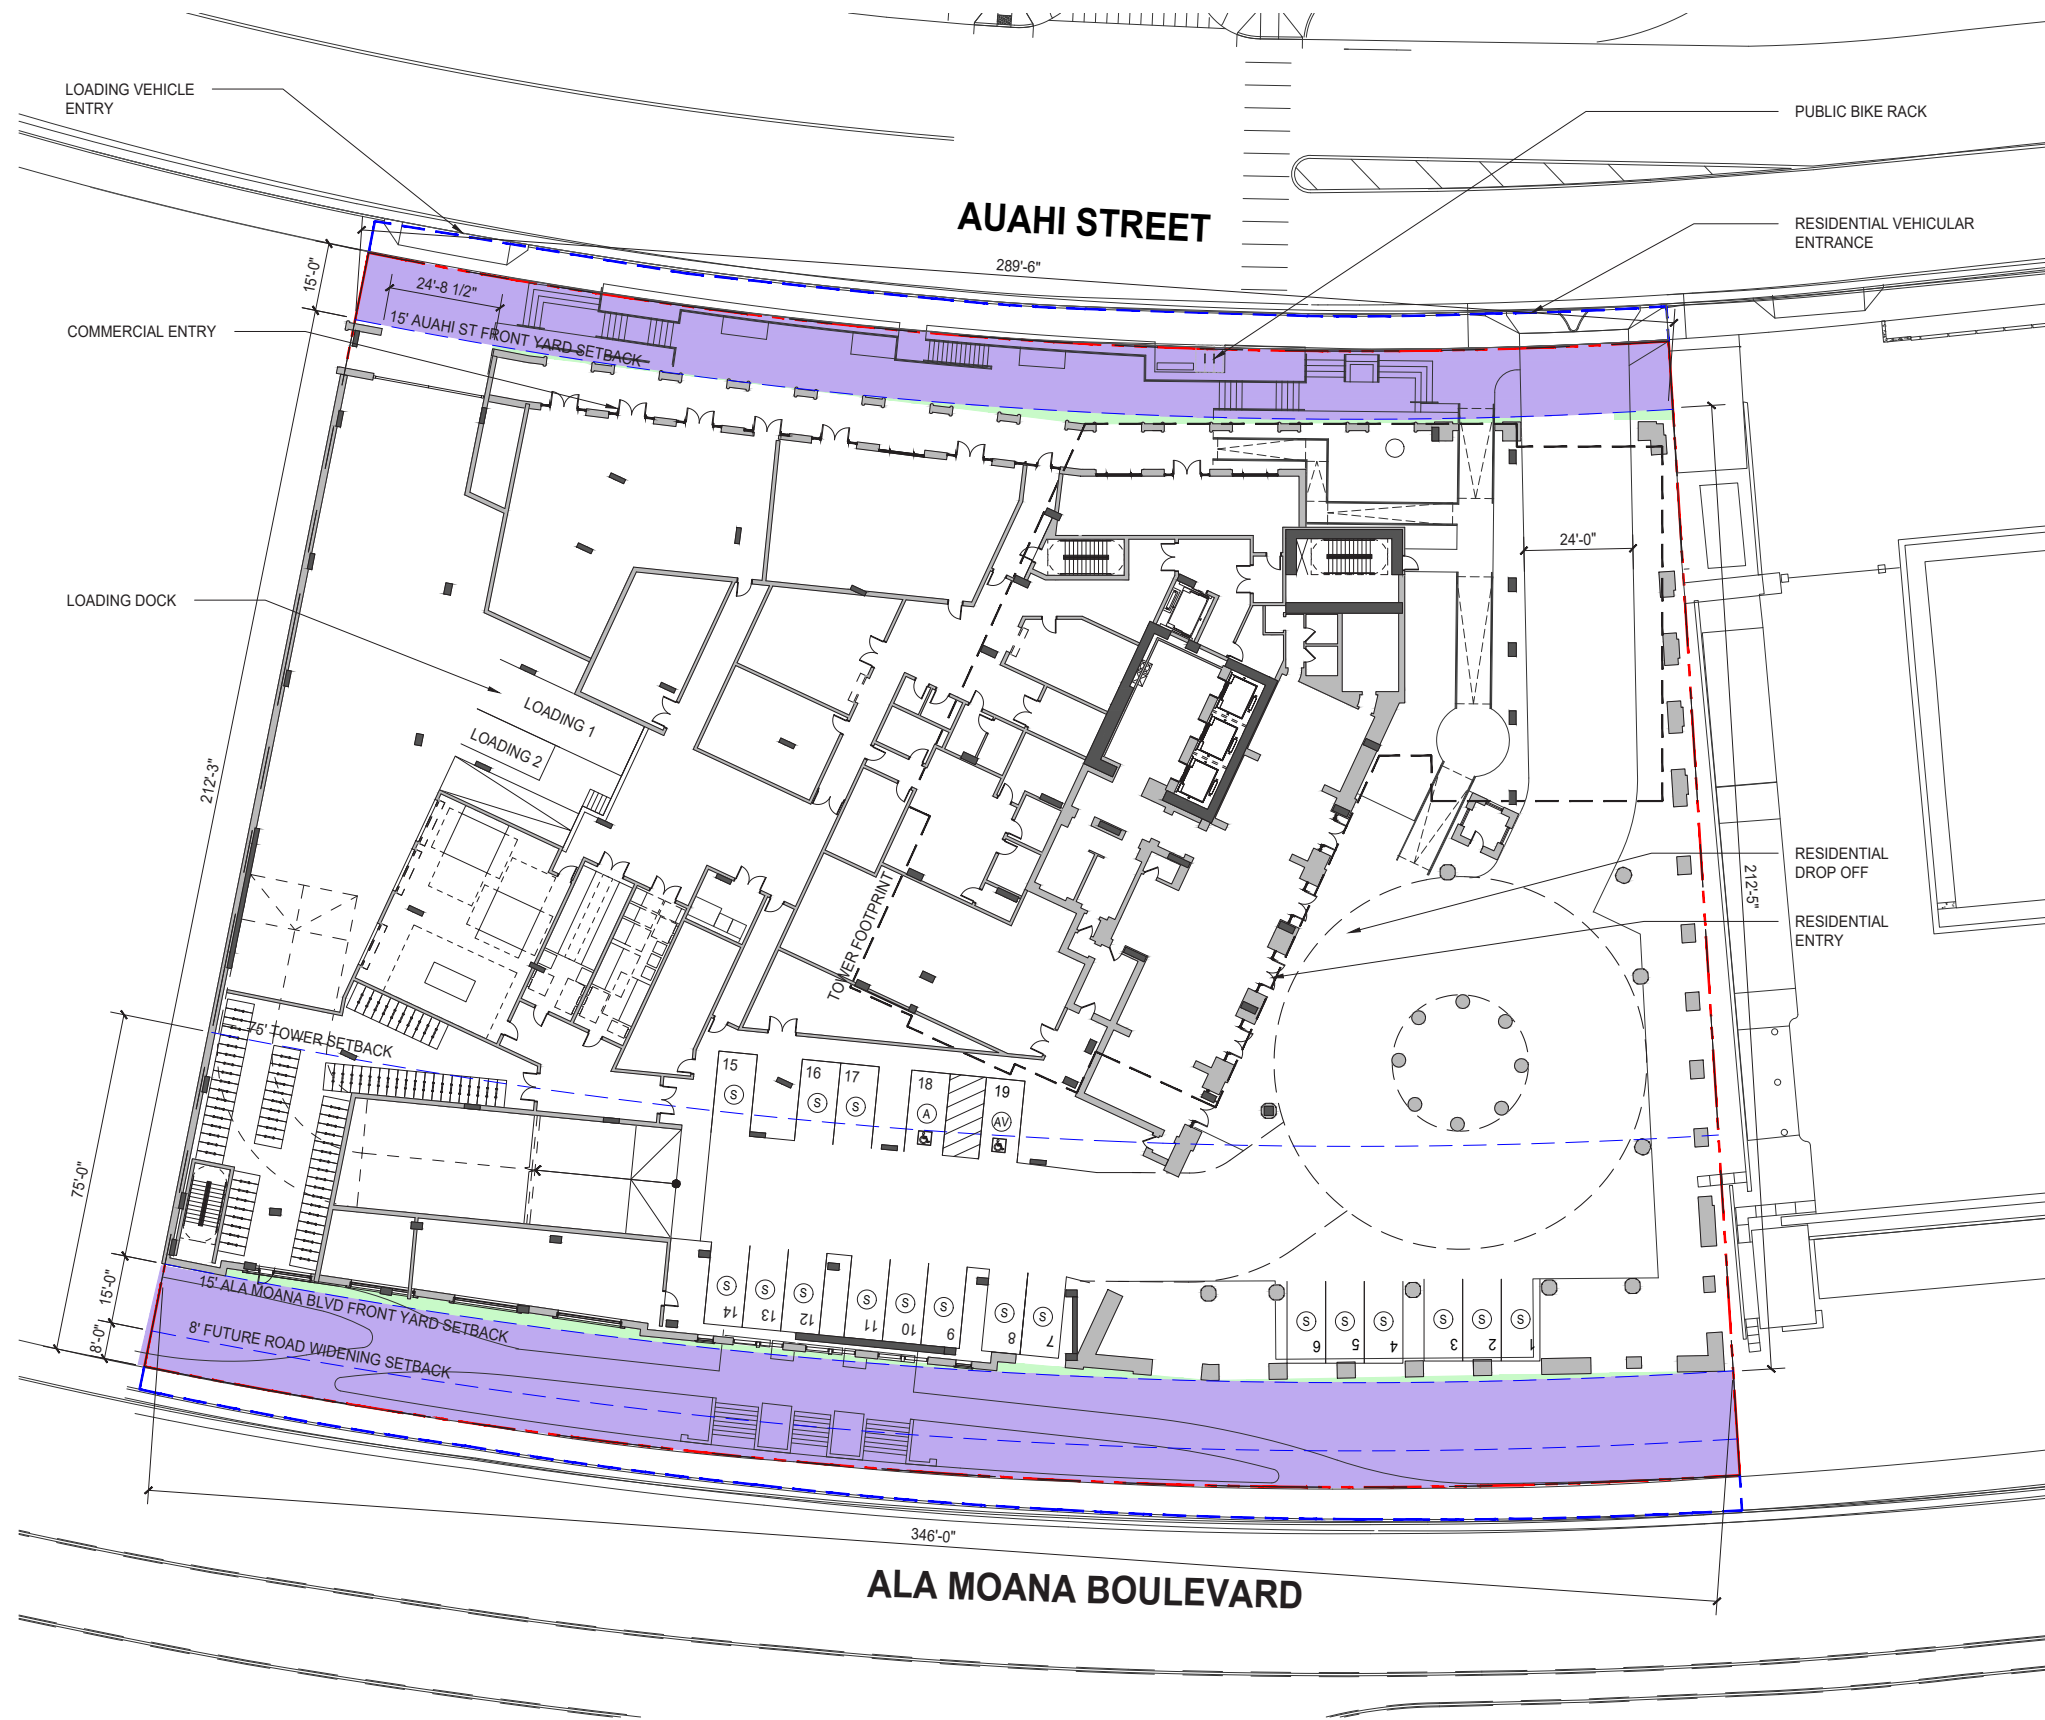 LOADING VEHICLE
ENTRY
PUBLIC BIKE RACK
AUAHI STREET
RESIDENTIAL VEHICULAR
ENTRANCE
289'-6"
15'-0"
24'-8 1/2"
15' AUAHI ST FRONT YARD SETBACK
COMMERCIAL ENTRY
24'-0"
LOADING DOCK
LOADING 1
LOADING 2
212'-3"
TOWER FOOTPRINT
RESIDENTIAL
DROP OFF
212'-5"
RESIDENTIAL
ENTRY
75' TOWER SETBACK
15
S
16
S
17
S
18
A
19
AV
75'-0"
15'-0"
8'-0"
15' ALA MOANA BLVD FRONT YARD SETBACK
8' FUTURE ROAD WIDENING SETBACK
S
14
S
13
S
12
S
11
S
10
S
9
S
8
S
7
S
6
S
5
S
4
S
3
S
2
S
1
346'-0"
ALA MOANA BOULEVARD